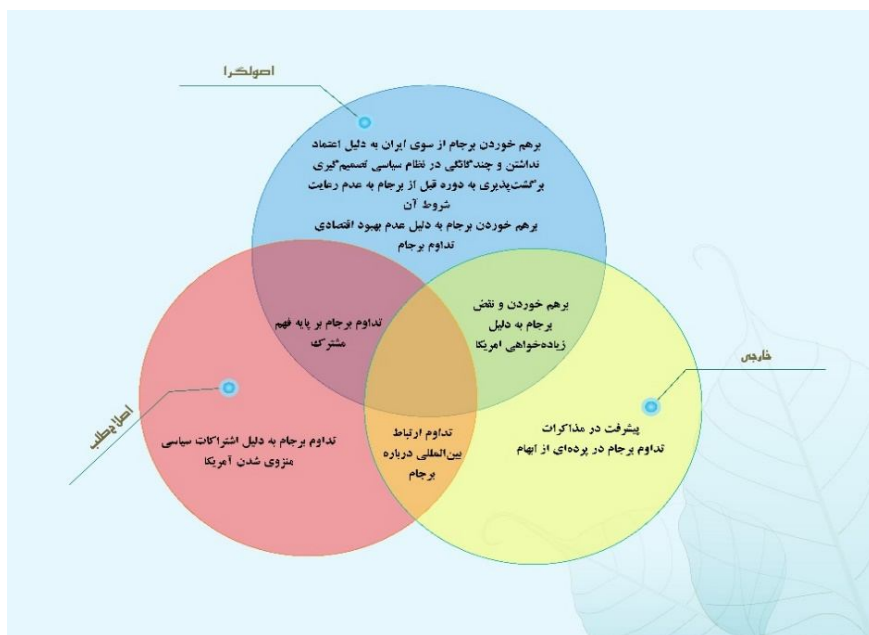 اصولگرا
برهم خوردن برجام از سوی ایران به دلیل اعتماد
نداشتن و چندگانگی در نظام سیاسی تصمیم‌گیری
برگشت‌پذیری به دوره قبل از برجام به عدم رعایت
شروط آن
برهم خوردن برجام به دلیل عدم بهبود اقتصادی
تداوم برجام
برهم خوردن و نقض
برجام به دلیل
زیاده‌خواهی امریکا
تداوم برجام بر پایه فهم
مشترک
خارجی
اصلاح‌طلب
پیشرفت در مذاکرات
تداوم برجام در پرده‌ای از ابهام
تداوم ارتباط
بین‌المللی درباره
برجام
تداوم برجام به دلیل اشتراکات سیاسی
منزوی شدن آمریکا